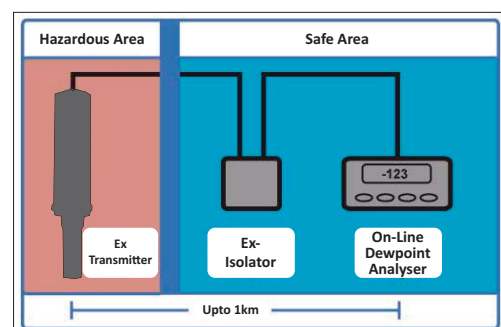 Hazardous Area
Safe Area
-123
Ex
Transmitter
Ex-
Isolator
On-Line
Dewpoint
Analyser
Upto 1km